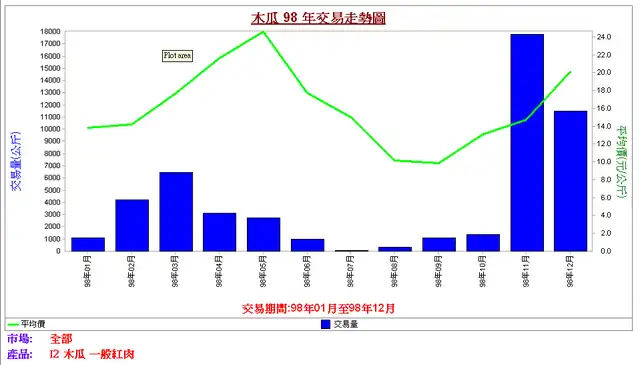 木瓜 98 年交易走勢圖
Plot area
交易量(公斤)
18000
17000
16000
15000
14000
13000
12000
11000
10000
9000
8000
7000
6000
5000
4000
3000
2000
1000
0
24.0
22.0
20.0
18.0
16.0
14.0
12.0
10.0
8.0
6.0
4.0
2.0
0.0
平均價(元/公斤)
98年01月
98年02月
98年03月
98年04月
98年05月
98年06月
98年07月
98年08月
98年09月
98年10月
98年11月
98年12月
交易期間:98年01月至98年12月
平均價 交易量
市場: 全部
產品: I2 木瓜 一般紅肉